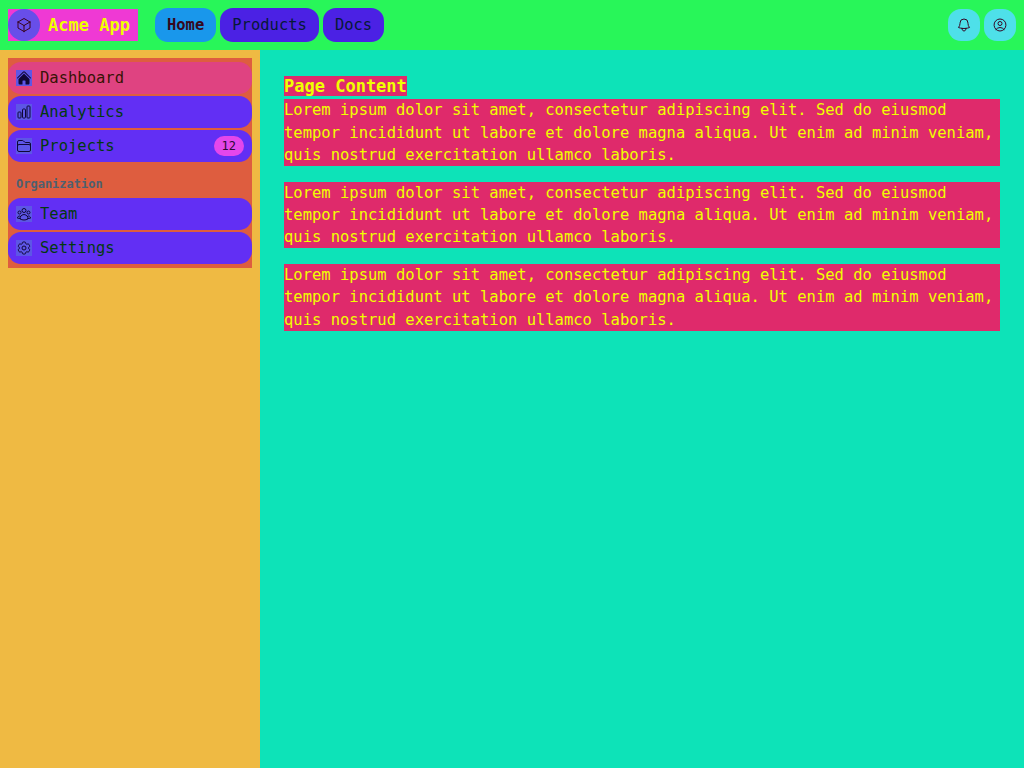 Acme App
Home
Products
Docs
Dashboard
Analytics
Projects
12
Organization
Team
Settings
Page Content
Lorem ipsum dolor sit amet, consectetur adipiscing elit. Sed do eiusmod
tempor incididunt ut labore et dolore magna aliqua. Ut enim ad minim veniam,
quis nostrud exercitation ullamco laboris.
Lorem ipsum dolor sit amet, consectetur adipiscing elit. Sed do eiusmod
tempor incididunt ut labore et dolore magna aliqua. Ut enim ad minim veniam,
quis nostrud exercitation ullamco laboris.
Lorem ipsum dolor sit amet, consectetur adipiscing elit. Sed do eiusmod
tempor incididunt ut labore et dolore magna aliqua. Ut enim ad minim veniam,
quis nostrud exercitation ullamco laboris.